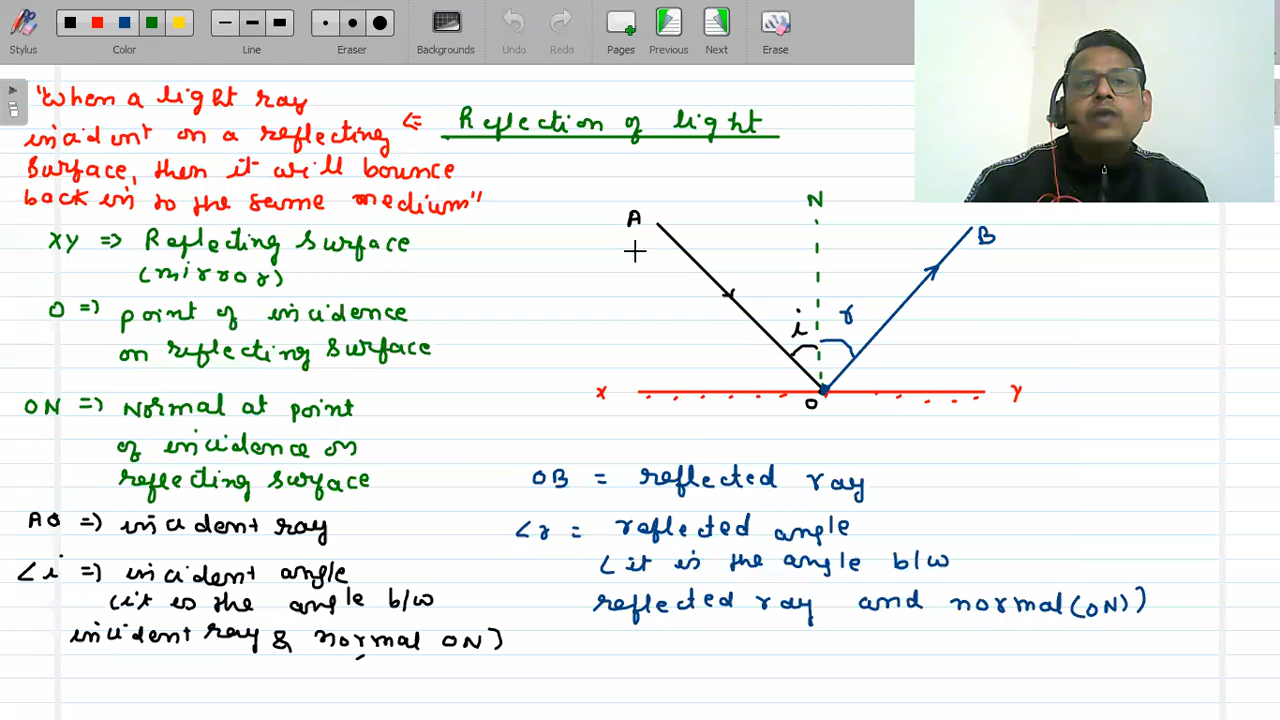 Stylus
Color
Line
Eraser
Backgrounds
Undo
Redo
Pages
Previous
Next
Erase
"When a light ray
incident on a reflecting
surface, then it will bounce
back in to the same medium"
⇐ Reflection of light
XY => Reflecting surface
(mirror)
O => point of incidence
on reflecting surface
ON => Normal at point
of incidence on
reflecting surface
AO => incident ray
∠i => incident angle
(it is the angle b/w
incident ray & normal ON)
A
N
B
i
r
X
O
Y
OB = reflected ray
∠r = reflected angle
(it is the angle b/w
reflected ray and normal (ON))